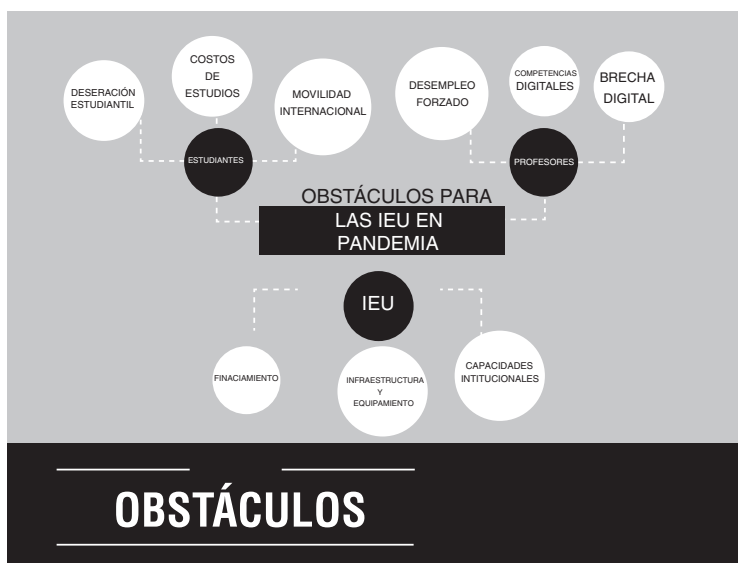 DESERACIÓN
ESTUDIANTIL
COSTOS
DE
ESTUDIOS
MOVILIDAD
INTERNACIONAL
DESEMPLEO
FORZADO
COMPETENCIAS
DIGITALES
BRECHA
DIGITAL
ESTUDIANTES
PROFESORES
OBSTÁCULOS PARA
LAS IEU EN
PANDEMIA
IEU
FINACIAMIENTO
INFRAESTRUCTURA
Y
EQUIPAMIENTO
CAPACIDADES
INTITUCIONALES
OBSTÁCULOS